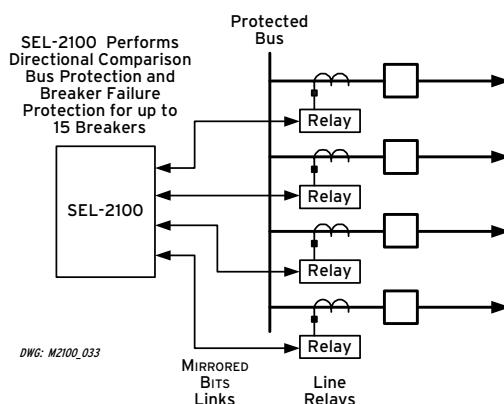 SEL-2100 Performs
Directional Comparison
Bus Protection and
Breaker Failure
Protection for up to
15 Breakers
Protected
Bus
Relay
SEL-2100
Relay
Relay
Relay
DWG: M2100_033
MIRRORED
BITS
Links
Line
Relays